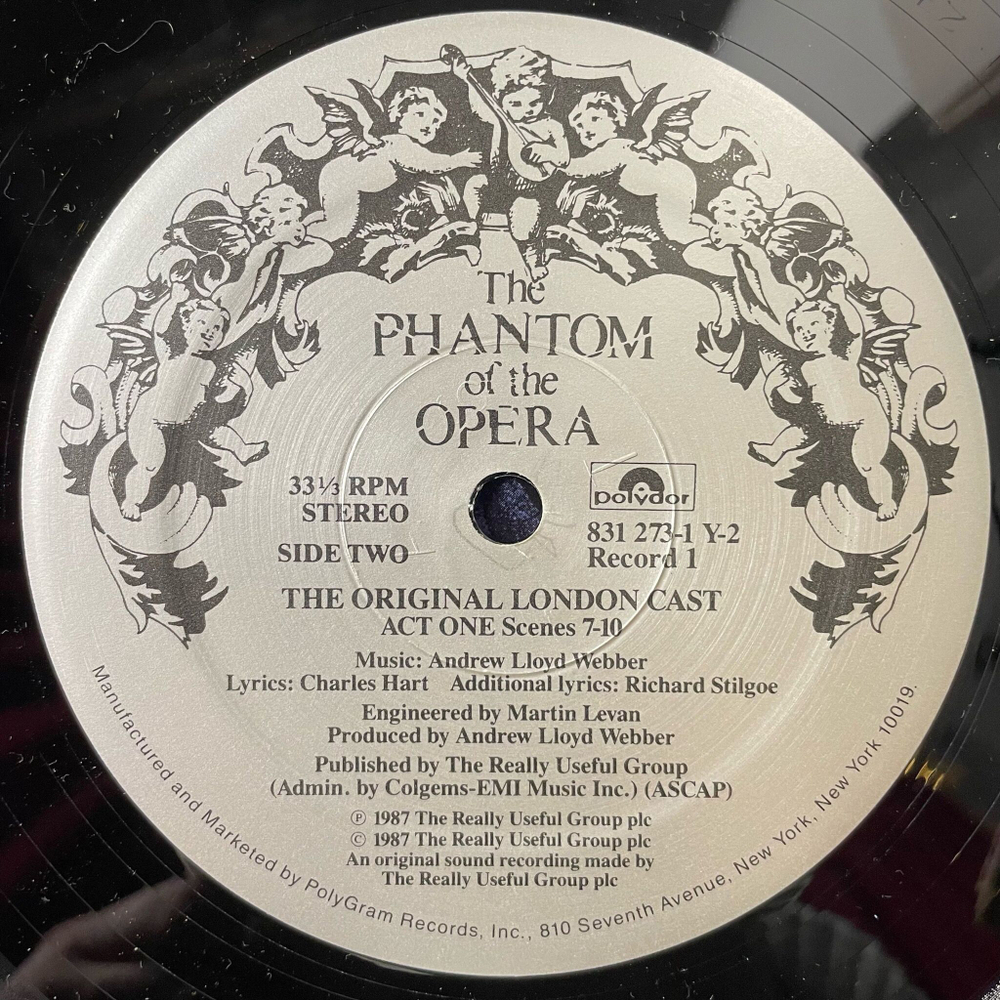 The
PHANTOM
of the
OPERA
33 1/3 RPM
STEREO
SIDE TWO
polydor
831 273-1 Y-2
Record 1
THE ORIGINAL LONDON CAST
ACT ONE Scenes 7-10
Music: Andrew Lloyd Webber
Lyrics: Charles Hart Additional lyrics: Richard Stilgoe
Engineered by Martin Levan
Produced by Andrew Lloyd Webber
Published by The Really Useful Group
(Admin. by Colgems-EMI Music Inc.) (ASCAP)
℗ 1987 The Really Useful Group plc
© 1987 The Really Useful Group plc
An original sound recording made by
The Really Useful Group plc
Manufactured and Marketed by PolyGram Records, Inc., 810 Seventh Avenue, New York, New York 10019.